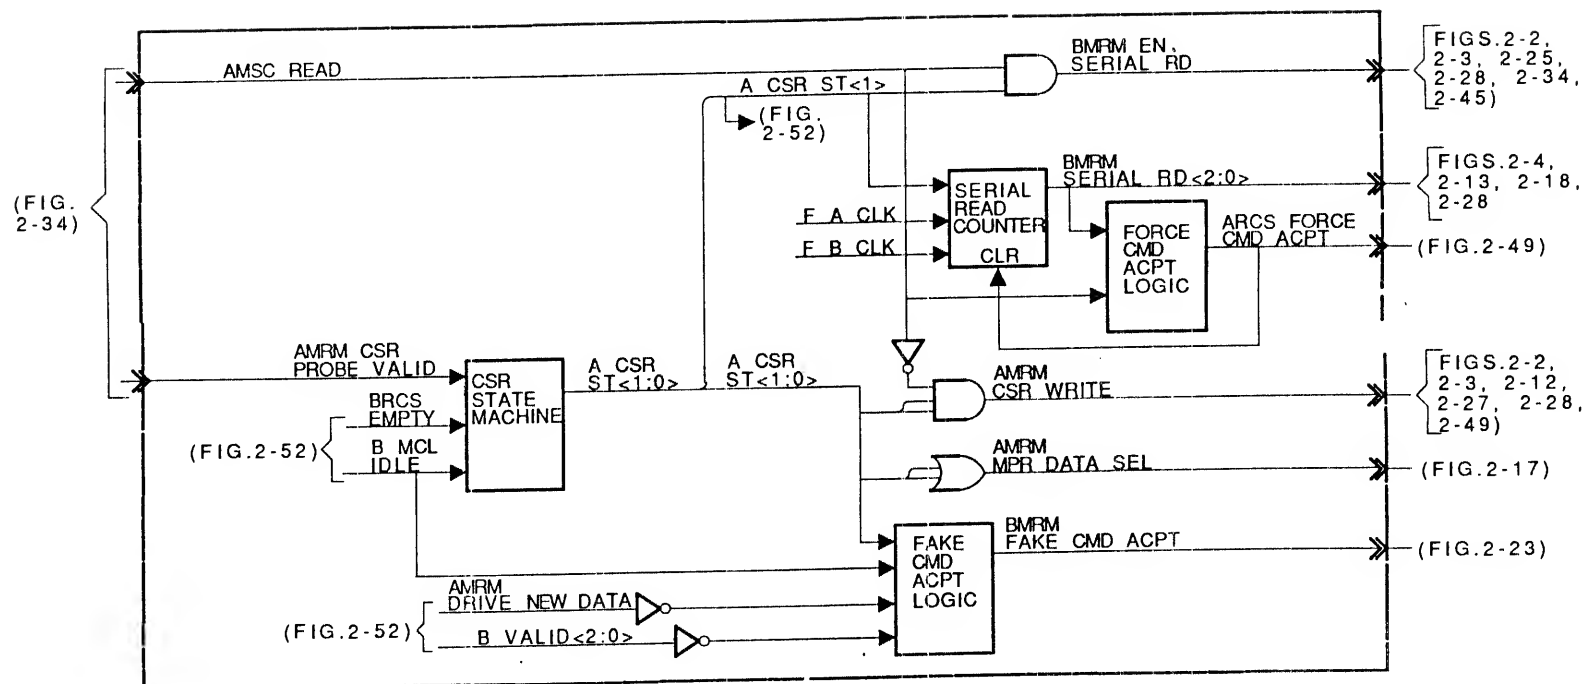 AMSC READ
BMRM EN.
SERIAL RD
FIGS.2-2,
2-3, 2-25,
2-28, 2-34,
2-45)
A CSR ST<1>
(FIG.
2-52)
BMRM
SERIAL RD<2:0>
FIGS.2-4,
2-13, 2-18,
2-28
SERIAL
READ
COUNTER
CLR
F A CLK
F B CLK
(FIG.
2-34)
FORCE
CMD
ACPT
LOGIC
ARCS FORCE
CMD ACPT
(FIG.2-49)
AMRM CSR
PROBE VALID
BRCS
EMPTY
B MCL
IDLE
(FIG.2-52)
CSR
STATE
MACHINE
A CSR
ST<1:0>
A CSR
ST<1:0>
AMRM
CSR WRITE
FIGS.2-2,
2-3, 2-12,
2-27, 2-28,
2-49)
AMRM
MPR DATA SEL
(FIG.2-17)
FAKE
CMD
ACPT
LOGIC
BMRM
FAKE CMD ACPT
(FIG.2-23)
AMRM
DRIVE NEW DATA
(FIG.2-52)
B VALID<2:0>